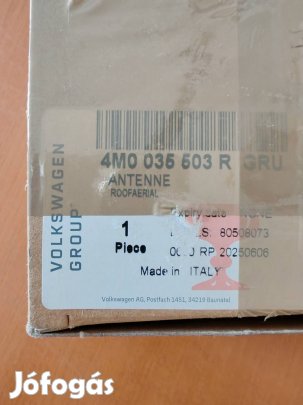 4M0 035 503 R GRU
ANTENNE
ROOFAERIAL
VOLKSWAGEN
GROUP
NONE
1
Piece
80508073
RP 20250606
Made in ITALY
Volkswagen AG, Postfach 1451, 34219 Baunatal
Jófogás